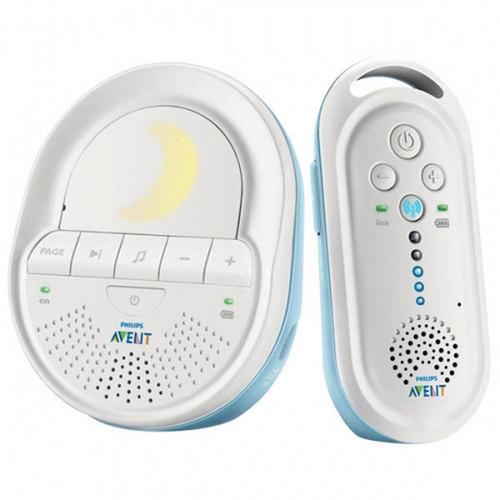 PAGE
on
PHILIPS
AVENT
link
PHILIPS
AVENT